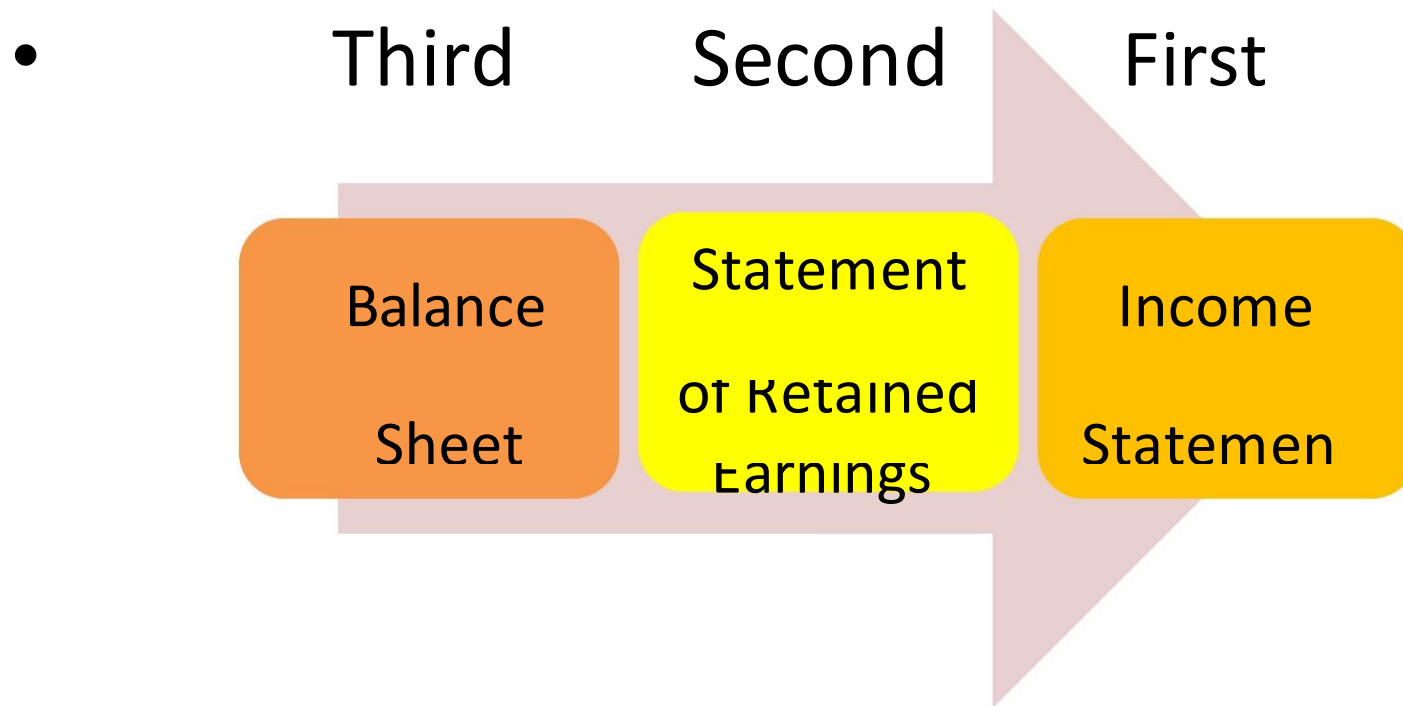 • Third Second First
Balance
Sheet
Statement
of Retained
Earnings
Income
Statemen